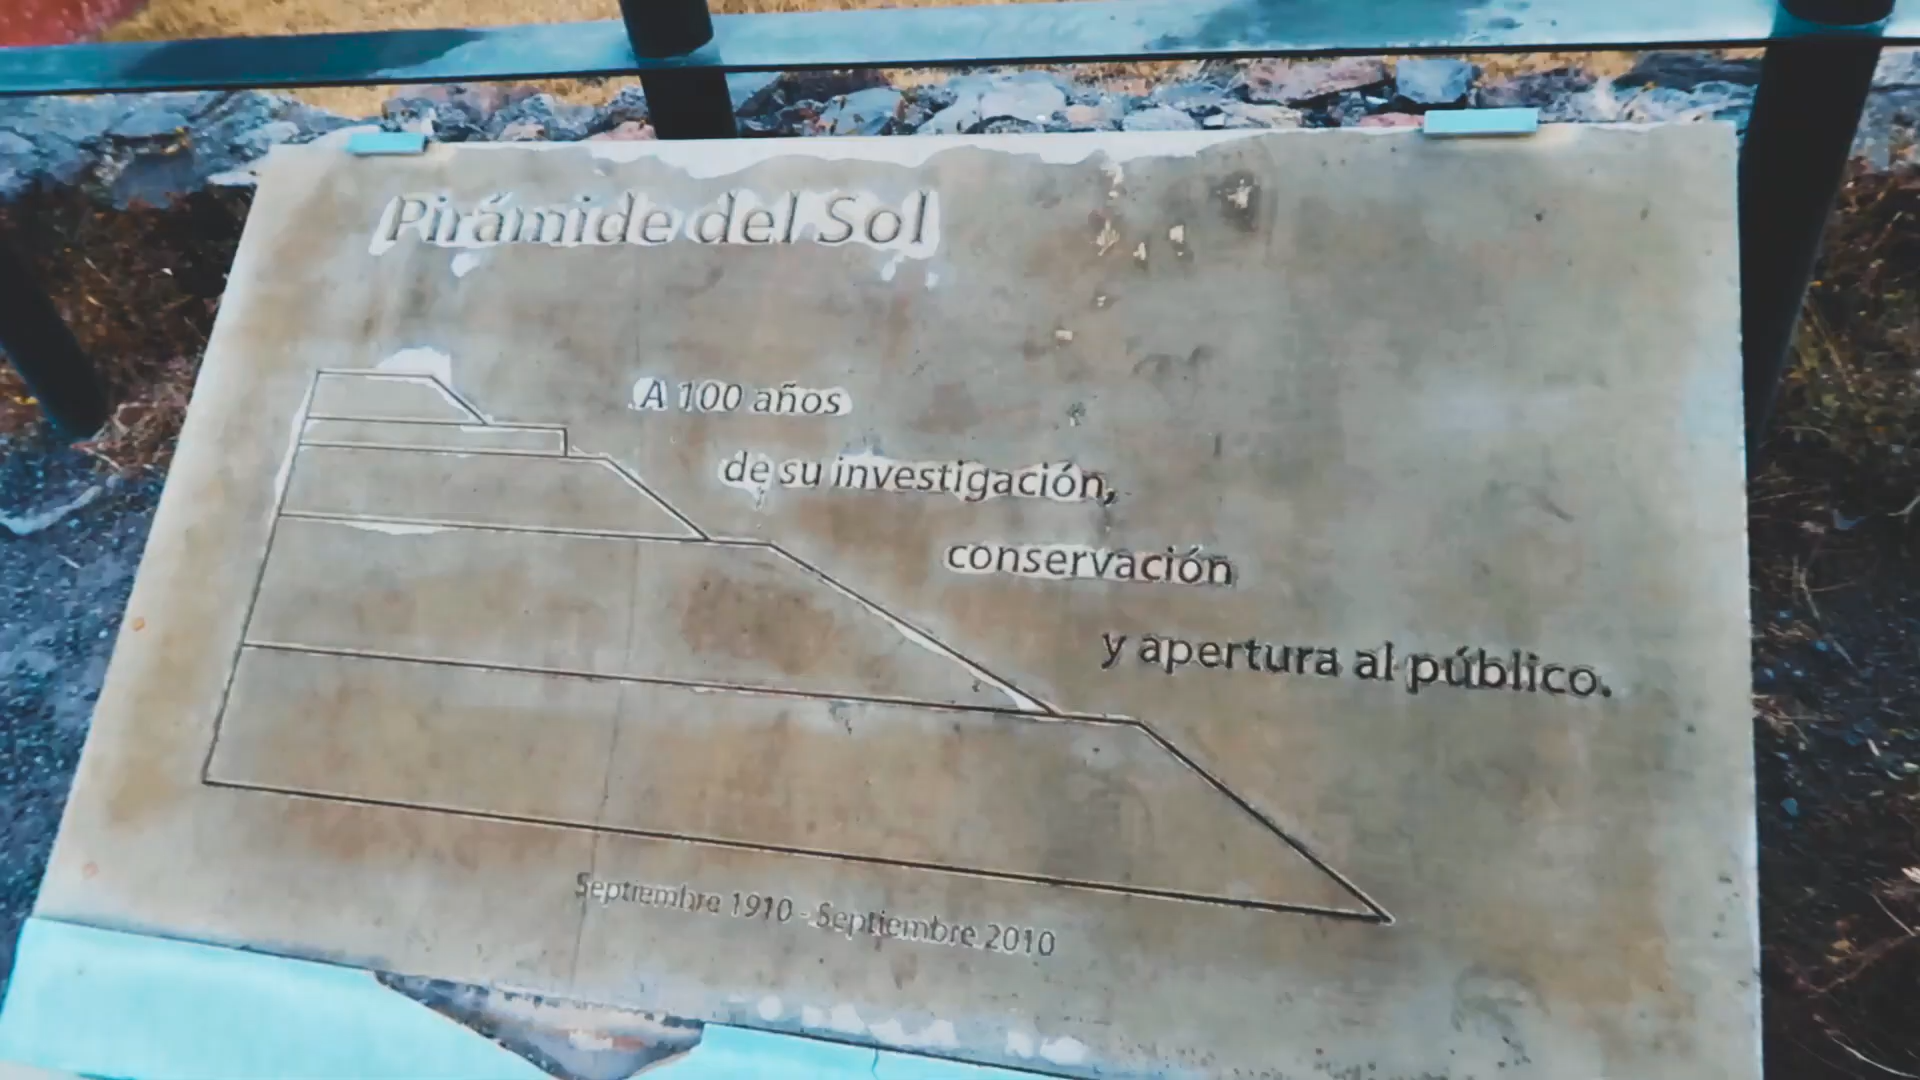 Pirámide del Sol
A 100 años
de su investigación,
conservación
y apertura al público.
Septiembre 1910 - Septiembre 2010